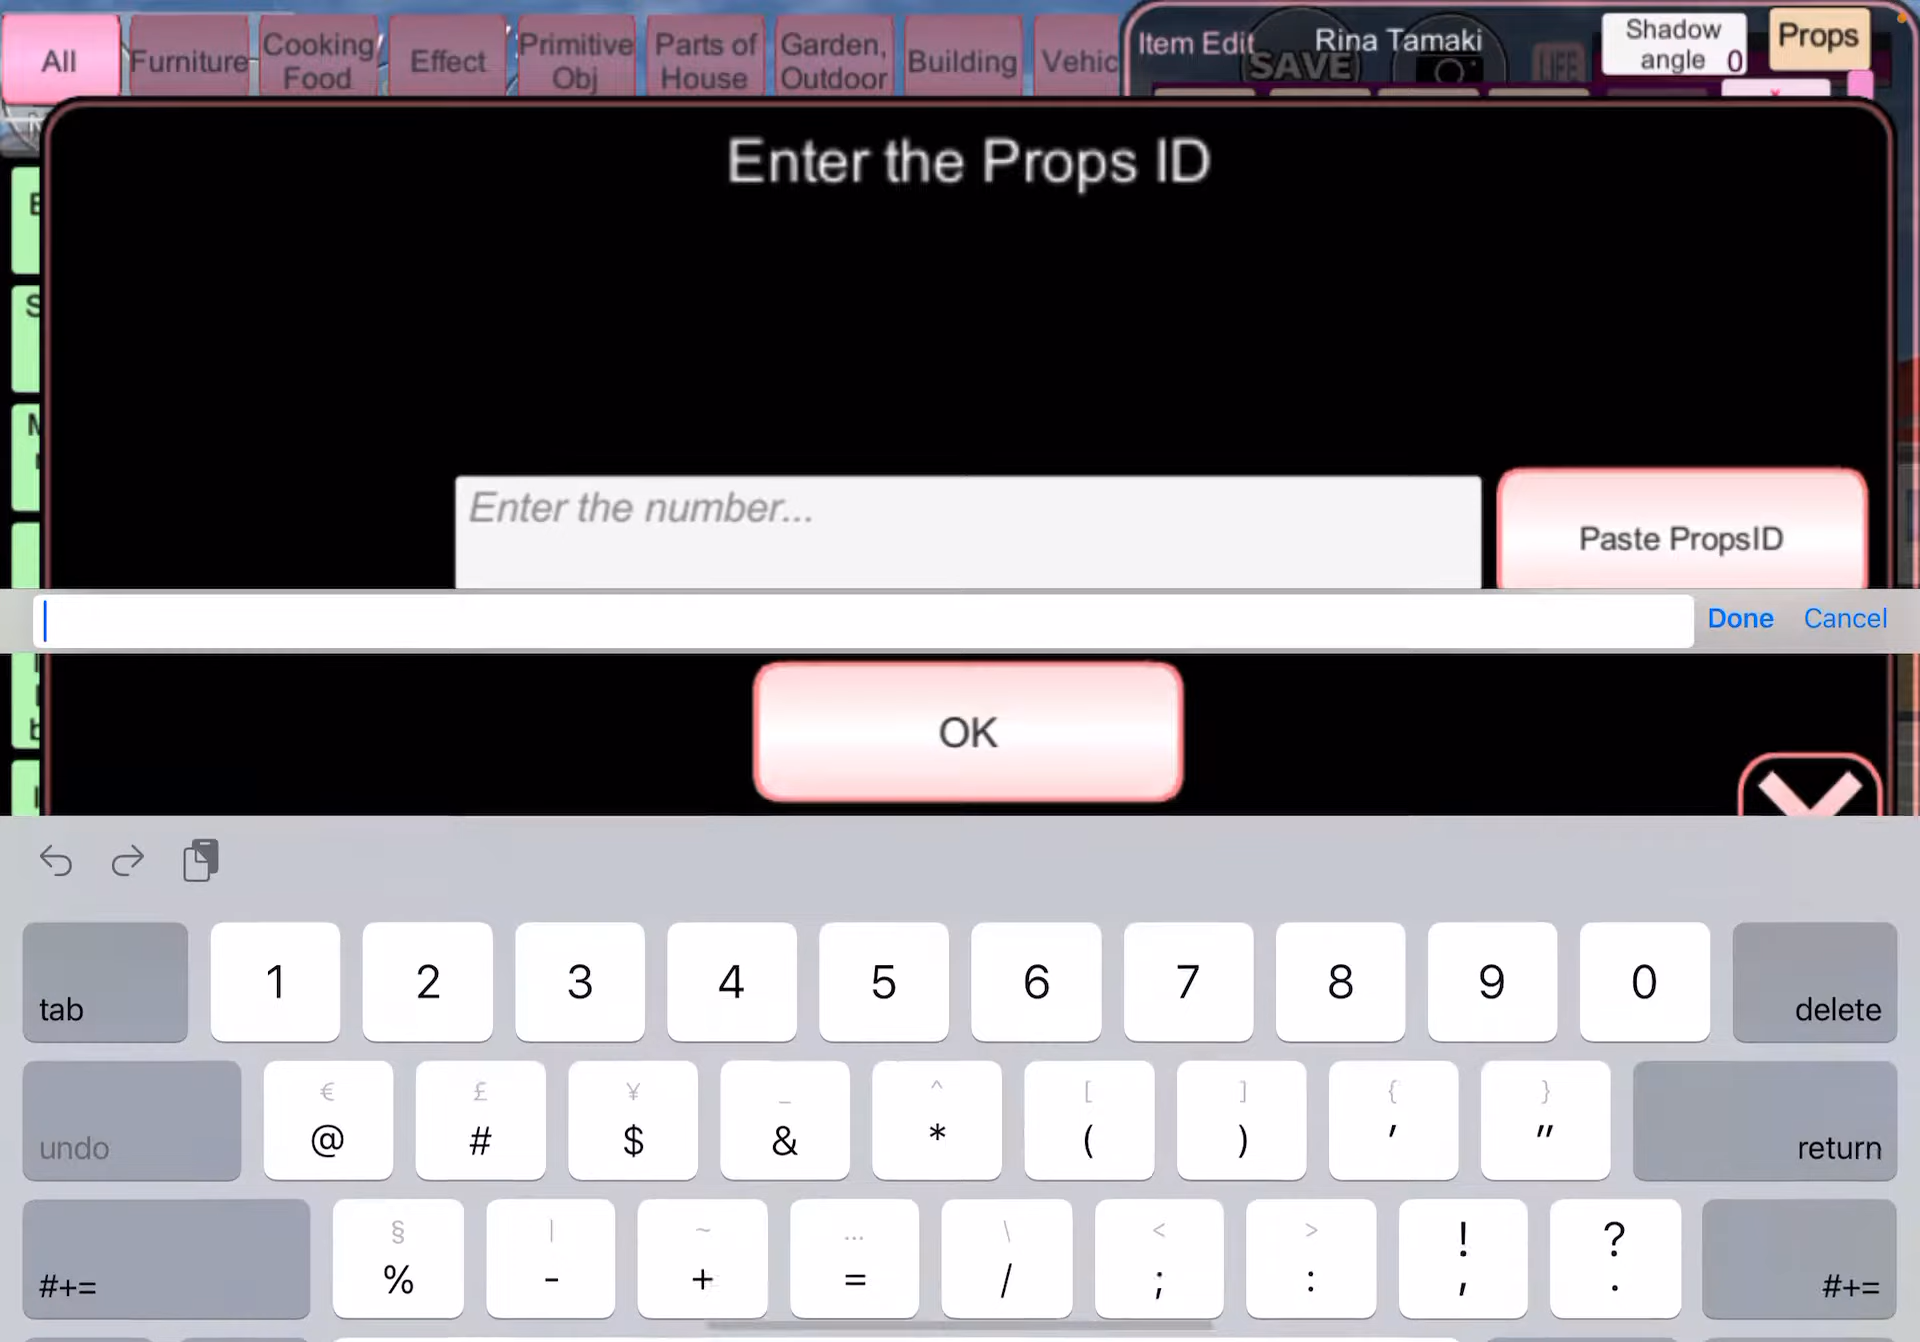 All
Furniture
Cooking/
Food
Effect
Primitive
Obj
Parts of
House
Garden,
Outdoor
Building
Vehic
Item Edit
SAVE
Rina Tamaki
LIFE
Shadow
angle 0
Props
Enter the Props ID
Enter the number...
Paste PropsID
Done Cancel
OK
tab 1 2 3 4 5 6 7 8 9 0 delete
€ £ ¥ _ ^ [ ] { }
undo @ # $ & * ( ) ' " return
§ | ~ ... \ < > ! ?
#+= % - + = / ; : , . #+=